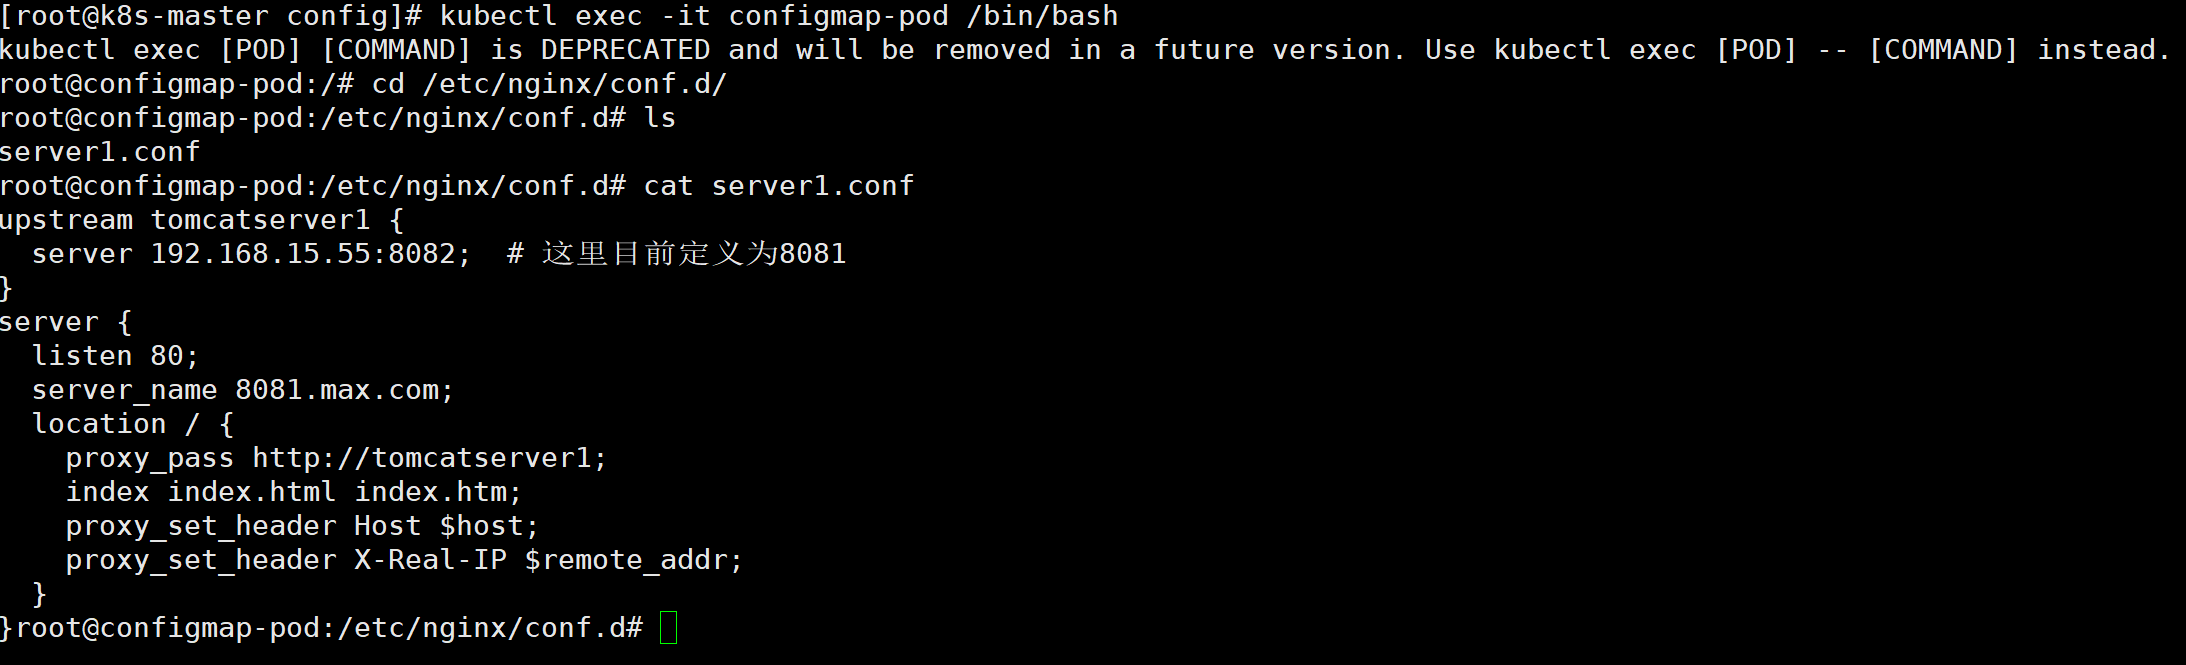 [root@k8s-master config]# kubectl exec -it configmap-pod /bin/bash
kubectl exec [POD] [COMMAND] is DEPRECATED and will be removed in a future version. Use kubectl exec [POD] -- [COMMAND] instead.
root@configmap-pod:/# cd /etc/nginx/conf.d/
root@configmap-pod:/etc/nginx/conf.d# ls
server1.conf
root@configmap-pod:/etc/nginx/conf.d# cat server1.conf
upstream tomcatserver1 {
  server 192.168.15.55:8082;  # 这里目前定义为8081
}
server {
  listen 80;
  server_name 8081.max.com;
  location / {
    proxy_pass http://tomcatserver1;
    index index.html index.htm;
    proxy_set_header Host $host;
    proxy_set_header X-Real-IP $remote_addr;
  }
}root@configmap-pod:/etc/nginx/conf.d#